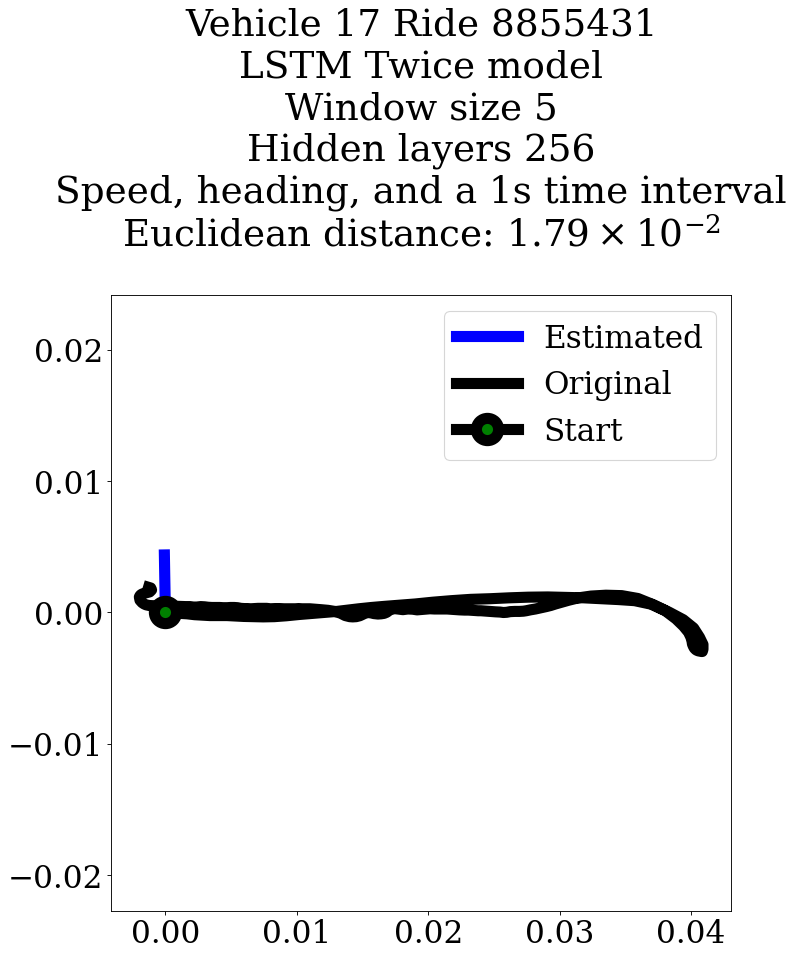 Vehicle 17 Ride 8855431
LSTM Twice model
Window size 5
Hidden layers 256
Speed, heading, and a 1s time interval
Euclidean distance: 1.79 × 10⁻²
Estimated
Original
Start
0.02
0.01
0.00
−0.01
−0.02
0.00 0.01 0.02 0.03 0.04